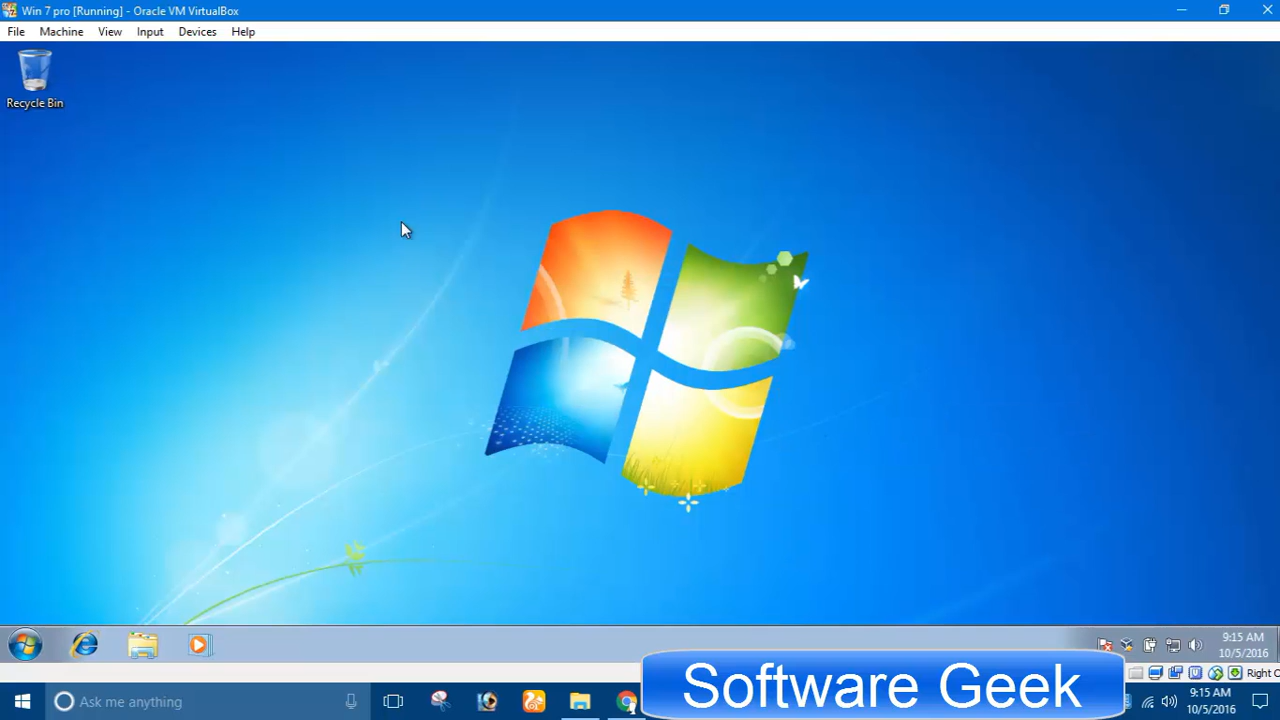 Win 7 pro [Running] - Oracle VM VirtualBox
File Machine View Input Devices Help
Recycle Bin
9:15 AM
10/5/2016
Right C
Ask me anything
Software Geek
9:15 AM
10/5/2016